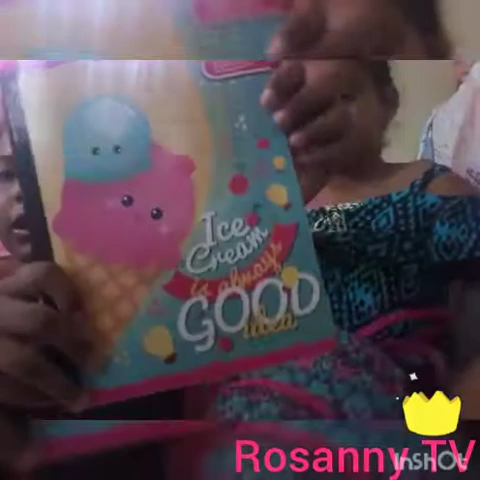 Ice
Cream
is always
GOOD
idea
Rosanny TV
InShOt